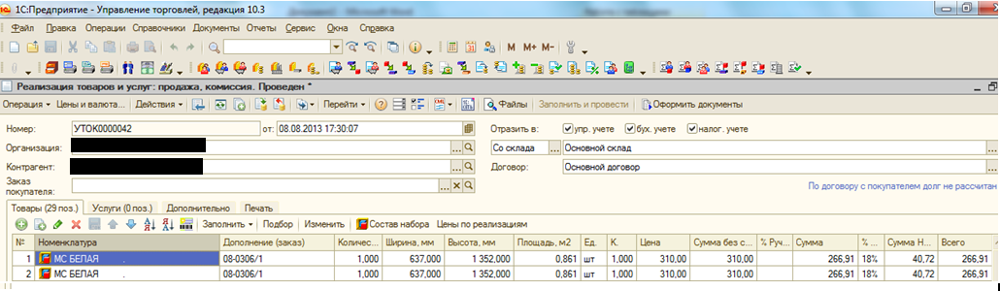 1С:Предприятие - Управление торговлей, редакция 10.3
Файл Правка Операции Справочники Документы Отчеты Сервис Окна Справка
M M+ M-
Реализация товаров и услуг: продажа, комиссия. Проведен *
Операция Цены и валюта... Действия Перейти Файлы Заполнить и провести Оформить документы
Номер: УТОК0000042 от: 08.08.2013 17:30:07 Отразить в: упр. учете бух. учете налог. учете
Организация: ... Со склада ... Основной склад ...
Контрагент: ... Договор: Основной договор ...
Заказ покупателя: ... По договору с покупателем долг не рассчитан
Товары (29 поз.) Услуги (0 поз.) Дополнительно Печать
Заполнить Подбор Изменить Состав набора Цены по реализациям
№ Номенклатура Дополнение (заказ) Количес... Ширина, мм Высота, мм Площадь, м2 Ед. К. Цена Сумма без с... % Руч... Сумма % ... Сумма Н... Всего
1 МС БЕЛАЯ . 08-0306/1 1,000 637,000 1 352,000 0,861 шт 1,000 310,00 310,00 266,91 18% 40,72 266,91
2 МС БЕЛАЯ . 08-0306/1 1,000 637,000 1 352,000 0,861 шт 1,000 310,00 310,00 266,91 18% 40,72 266,91